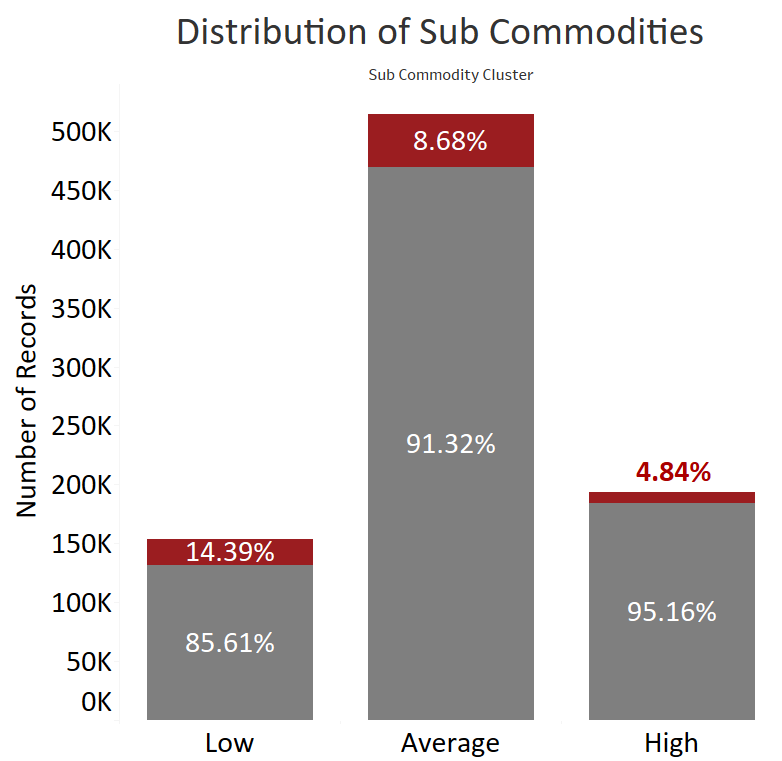 Distribution of Sub Commodities
Sub Commodity Cluster
Number of Records
500K
450K
400K
350K
300K
250K
200K
150K
100K
50K
0K
14.39%
85.61%
8.68%
91.32%
4.84%
95.16%
Low
Average
High